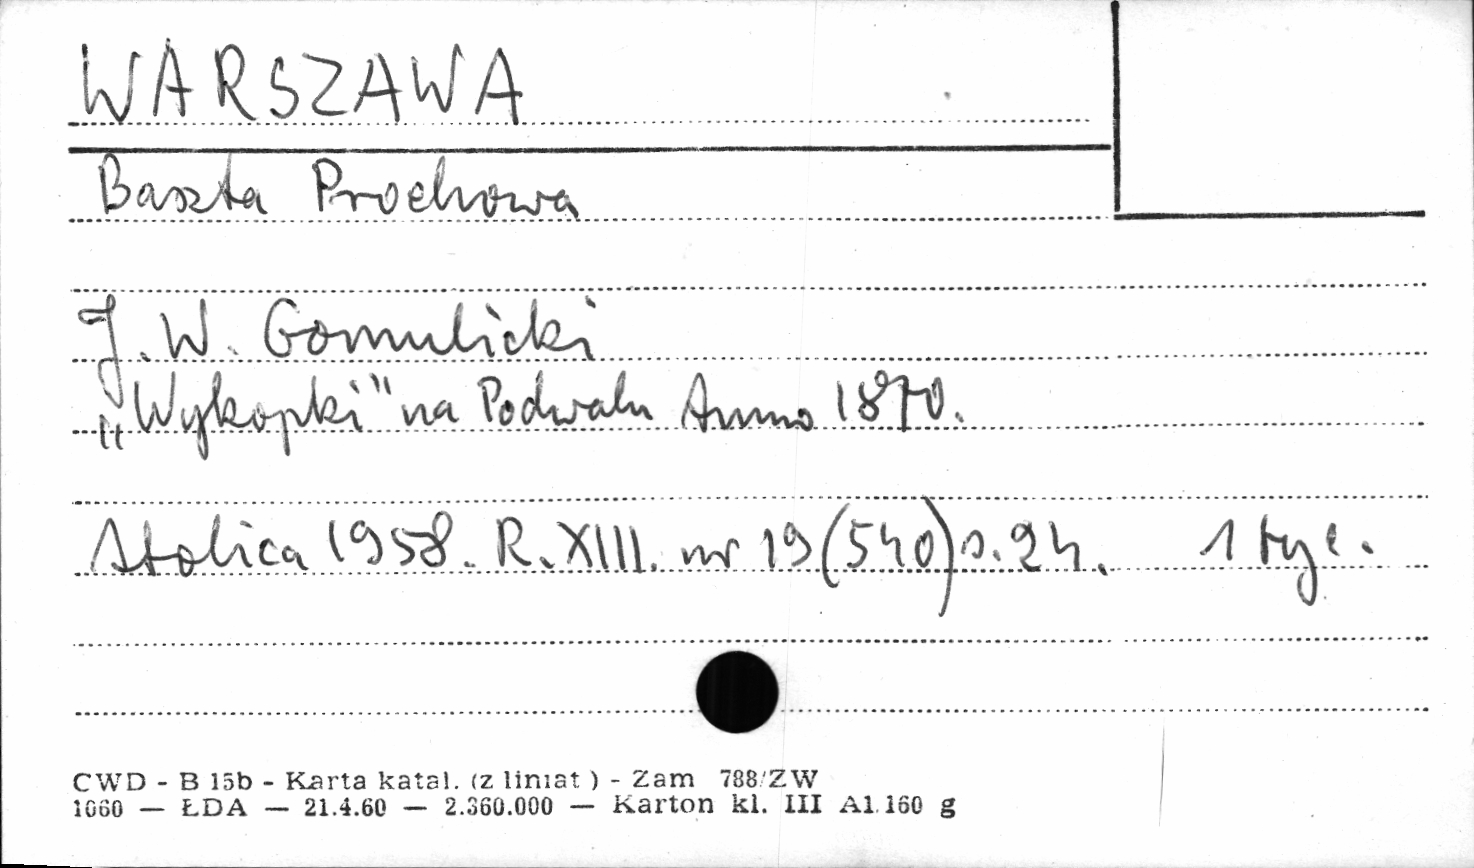 WARSZAWA
Baszta Prochowa
J. W. Gomulicki
„Wykopki" na Podwalu Anno 1870.
Stolica 1958. R. XIII. nr 19 (540) s. 24. 1 ryc.
CWD - B 15b - Karta katal. (z liniat ) - Zam 788/ZW
1060 — ŁDA — 21.4.60 — 2.360.000 — Karton kl. III A1 160 g